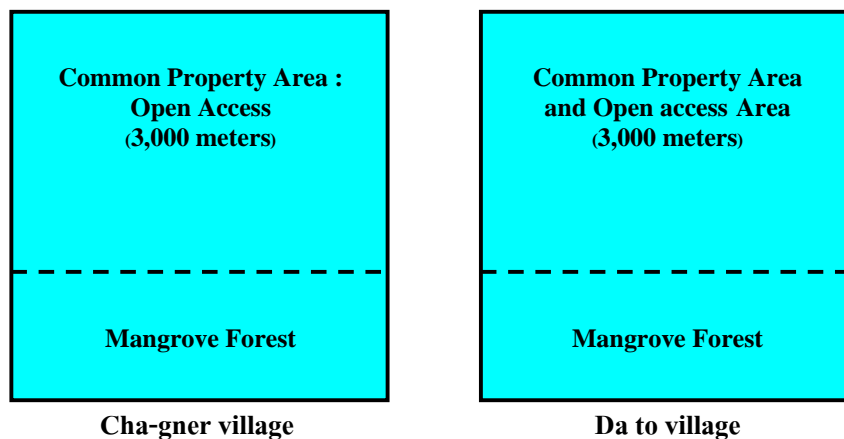 Common Property Area :
Open Access
(3,000 meters)
Mangrove Forest
Cha-gner village
Common Property Area
and Open access Area
(3,000 meters)
Mangrove Forest
Da to village